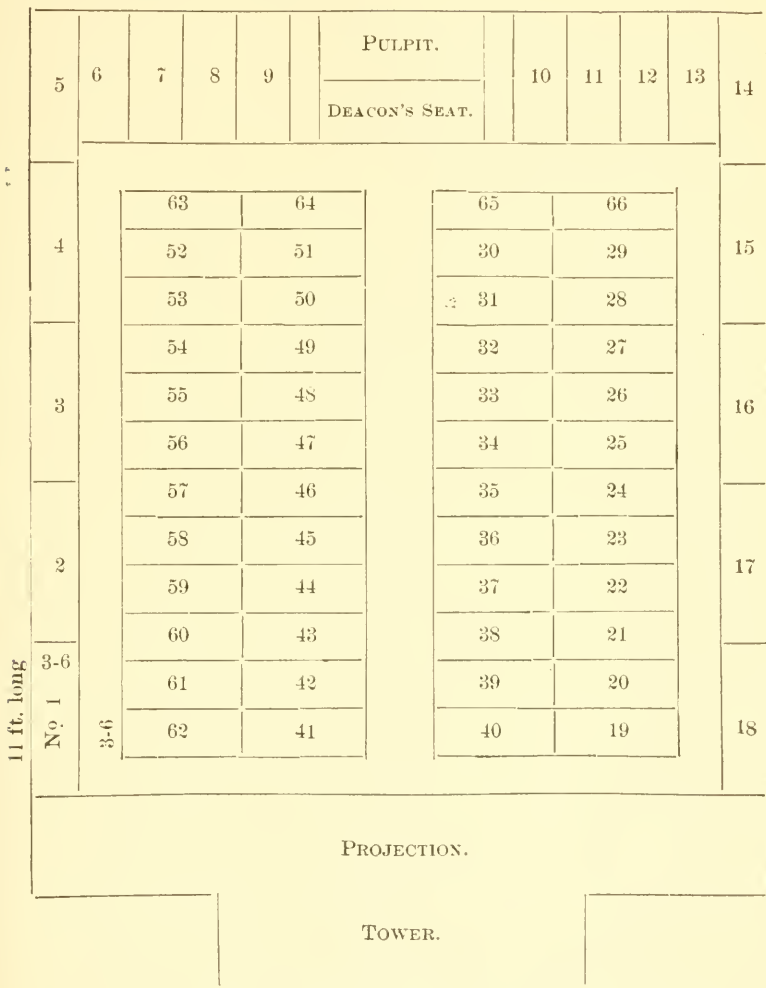 PULPIT.
5 6 7 8 9 10 11 12 13 14
DEACON'S SEAT.
63 64 65 66
4 52 51 30 29 15
53 50 31 28
54 49 32 27
3 55 48 33 26 16
56 47 34 25
57 46 35 24
58 45 36 23
2 59 44 37 22 17
60 43 38 21
3-6
61 42 39 20
11 ft. long No. 1 3-6 62 41 40 19 18
PROJECTION.
TOWER.